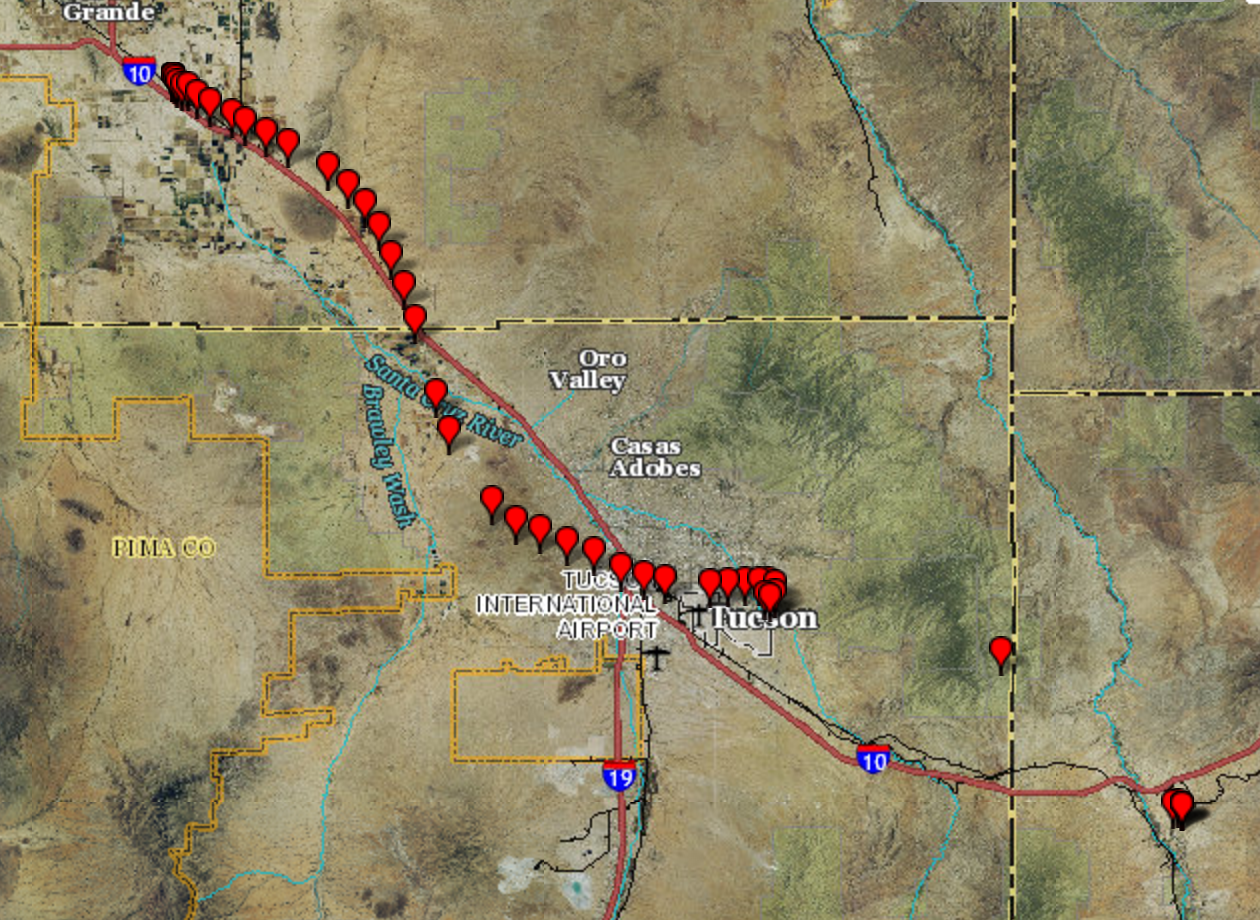 Grande
10
Oro
Valley
Santa Cruz River
Brawley Wash
Casas
Adobes
PIMA CO
TUCSON
INTERNATIONAL
AIRPORT
Tucson
10
19